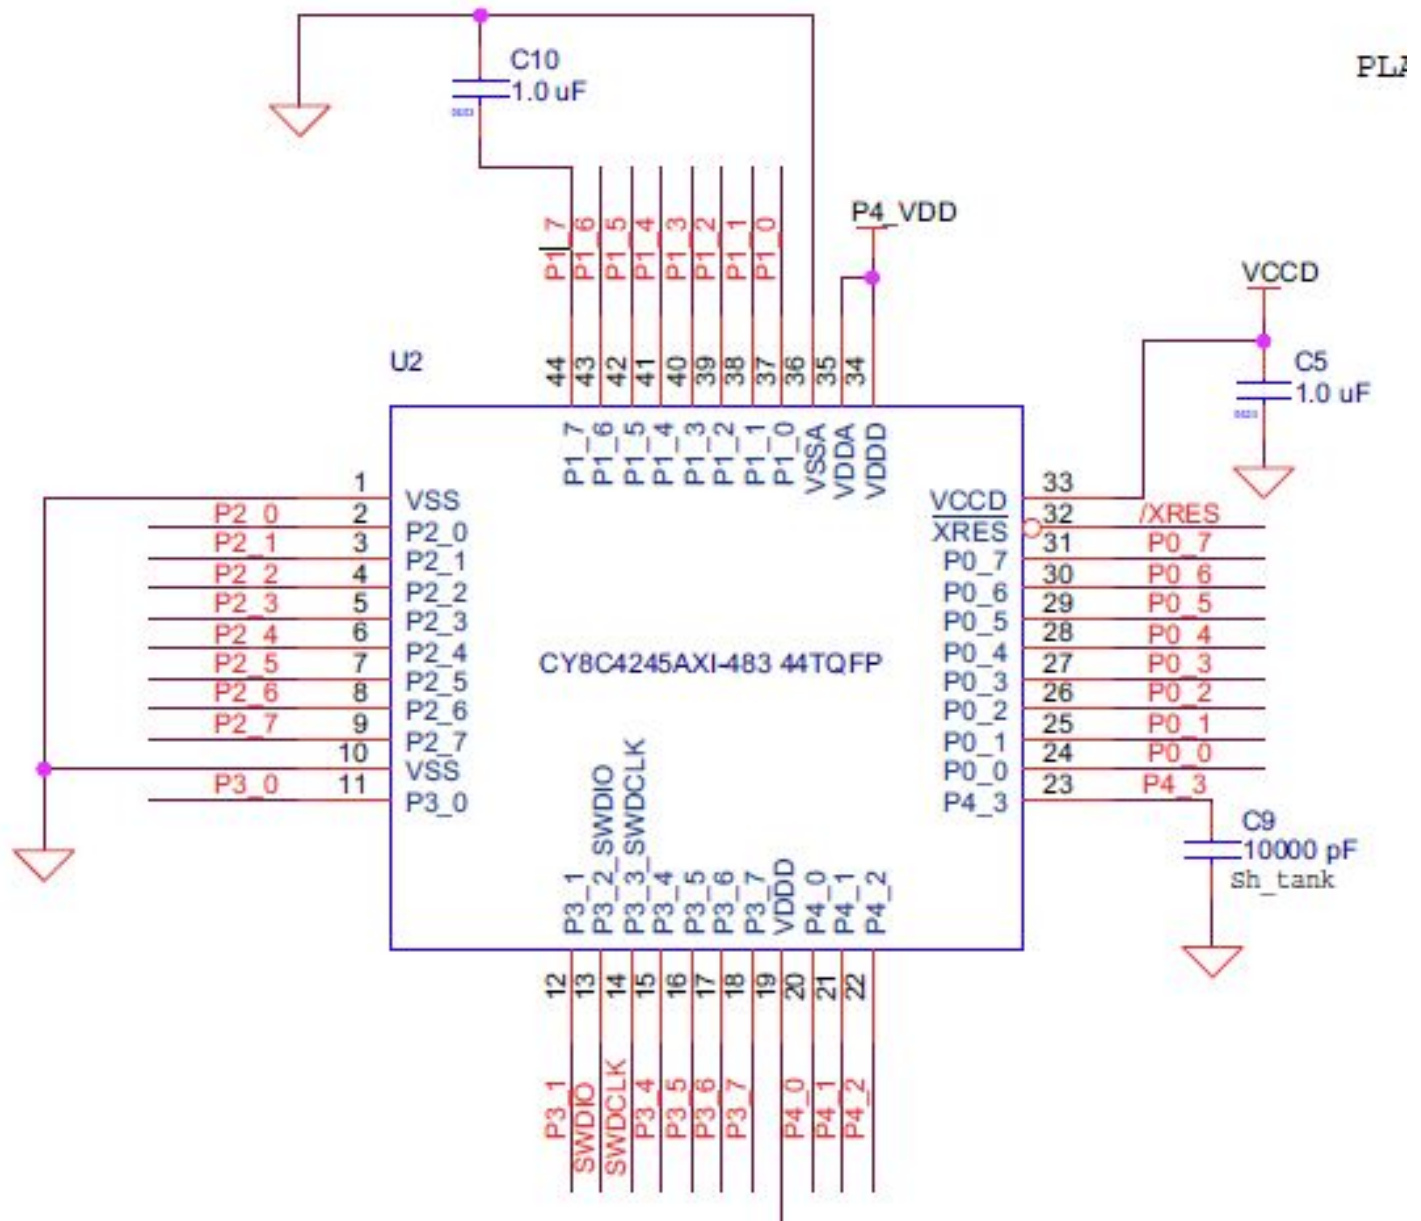 PLA
C10
1.0 uF
P1_7
P1_6
P1_5
P1_4
P1_3
P1_2
P1_1
P1_0
P4_VDD
VCCD
C5
1.0 uF
U2
44
43
42
41
40
39
38
37
36
35
34
P1_7
P1_6
P1_5
P1_4
P1_3
P1_2
P1_1
P1_0
VSSA
VDDA
VDDD
1
VSS
P2_0
2
P2_0
P2_1
3
P2_1
P2_2
4
P2_2
P2_3
5
P2_3
P2_4
6
P2_4
P2_5
7
P2_5
P2_6
8
P2_6
P2_7
9
P2_7
10
VSS
P3_0
11
P3_0
CY8C4245AXI-483 44TQFP
VCCD
33
XRES
32
/XRES
P0_7
31
P0_7
P0_6
30
P0_6
P0_5
29
P0_5
P0_4
28
P0_4
P0_3
27
P0_3
P0_2
26
P0_2
P0_1
25
P0_1
P0_0
24
P0_0
P4_3
23
P4_3
C9
10000 pF
Sh_tank
P3_1
P3_2_SWDIO
P3_3_SWDCLK
P3_4
P3_5
P3_6
P3_7
VDDD
P4_0
P4_1
P4_2
12
13
14
15
16
17
18
19
20
21
22
P3_1
SWDIO
SWDCLK
P3_4
P3_5
P3_6
P3_7
P4_0
P4_1
P4_2